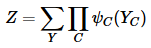 Z = ∑_Y ∏_C ψ_C(Y_C)